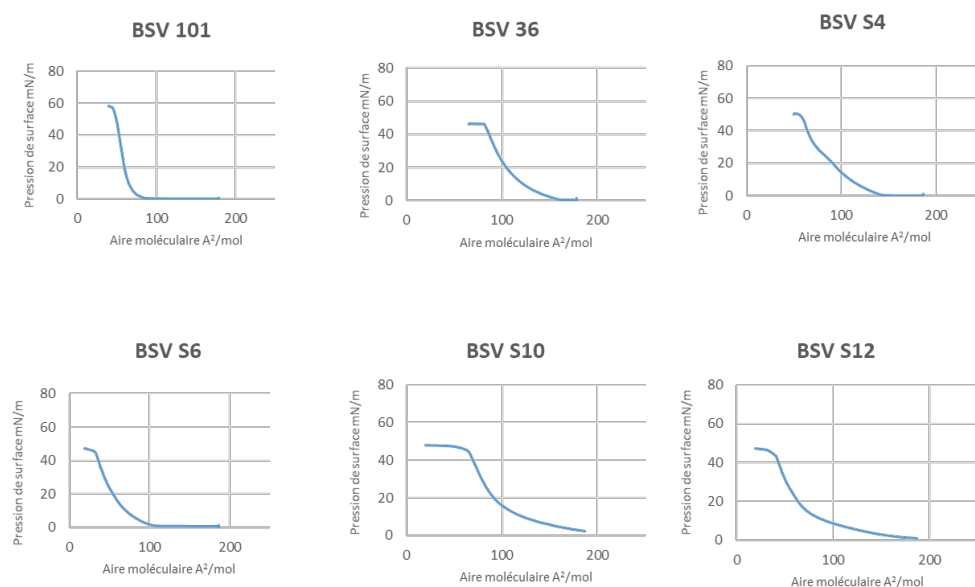 BSV 101
Pression de surface mN/m
80
60
40
20
0
0 100 200
Aire moléculaire A²/mol
BSV 36
Pression de surface mN/m
80
60
40
20
0
0 100 200
Aire moléculaire A²/mol
BSV S4
Pression de surface mN/m
80
60
40
20
0
0 100 200
Aire moléculaire A²/mol
BSV S6
Pression de surface mN/m
80
60
40
20
0
0 100 200
Aire moléculaire A²/mol
BSV S10
Pression de surface mN/m
80
60
40
20
0
0 100 200
Aire moléculaire A²/mol
BSV S12
Pression de surface mN/m
80
60
40
20
0
0 100 200
Aire moléculaire A²/mol